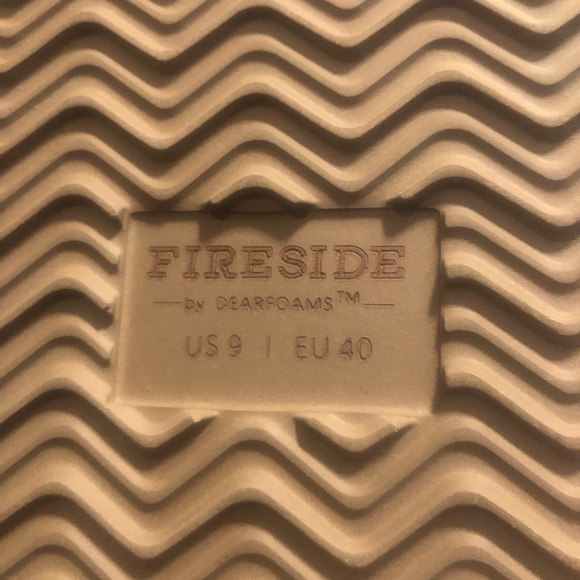 FIRESIDE
by DEARFOAMS™
US 9 | EU 40